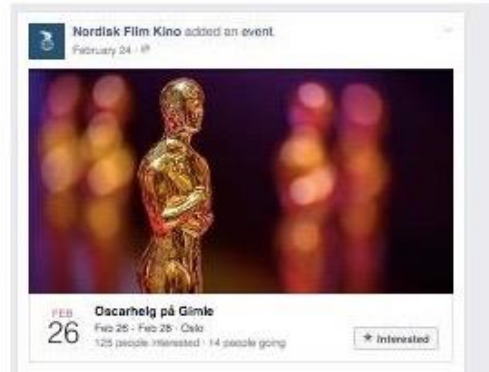 Nordisk Film Kino added an event
February 24 ·
Oscarhelg på Gimle
FEB
26
Feb 26 - Feb 28 · Oslo
125 people interested · 14 people going
★ Interested